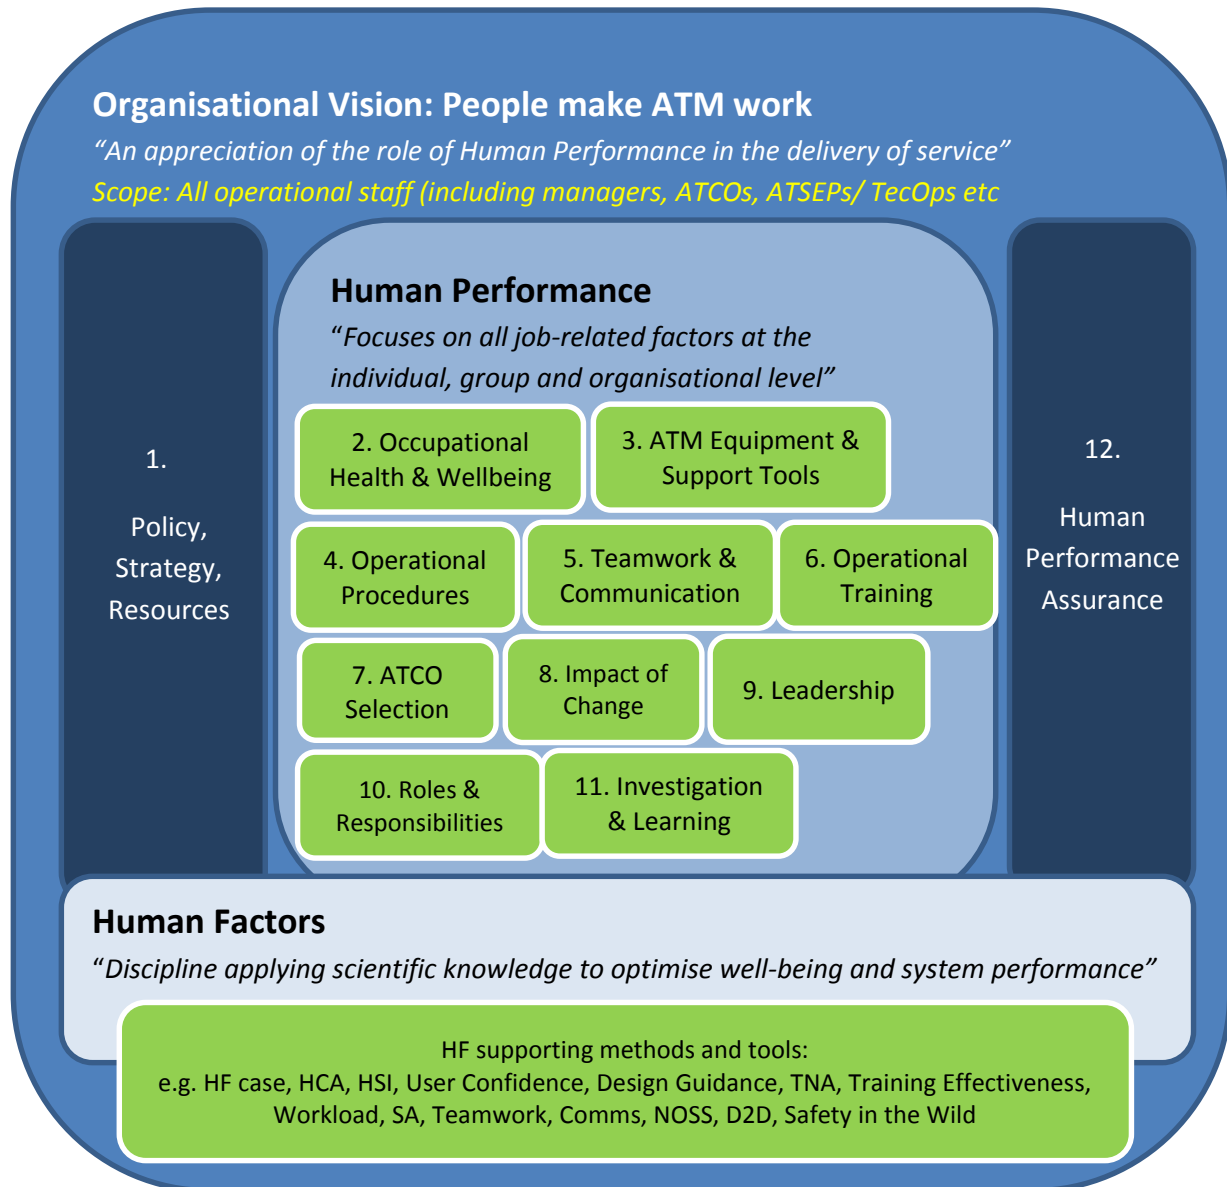 Organisational Vision: People make ATM work
“An appreciation of the role of Human Performance in the delivery of service”
Scope: All operational staff (including managers, ATCOs, ATSEPs/ TecOps etc
1.
Policy,
Strategy,
Resources
Human Performance
“Focuses on all job-related factors at the
individual, group and organisational level”
2. Occupational
Health & Wellbeing
3. ATM Equipment &
Support Tools
4. Operational
Procedures
5. Teamwork &
Communication
6. Operational
Training
7. ATCO
Selection
8. Impact of
Change
9. Leadership
10. Roles &
Responsibilities
11. Investigation
& Learning
12.
Human
Performance
Assurance
Human Factors
“Discipline applying scientific knowledge to optimise well-being and system performance”
HF supporting methods and tools:
e.g. HF case, HCA, HSI, User Confidence, Design Guidance, TNA, Training Effectiveness,
Workload, SA, Teamwork, Comms, NOSS, D2D, Safety in the Wild